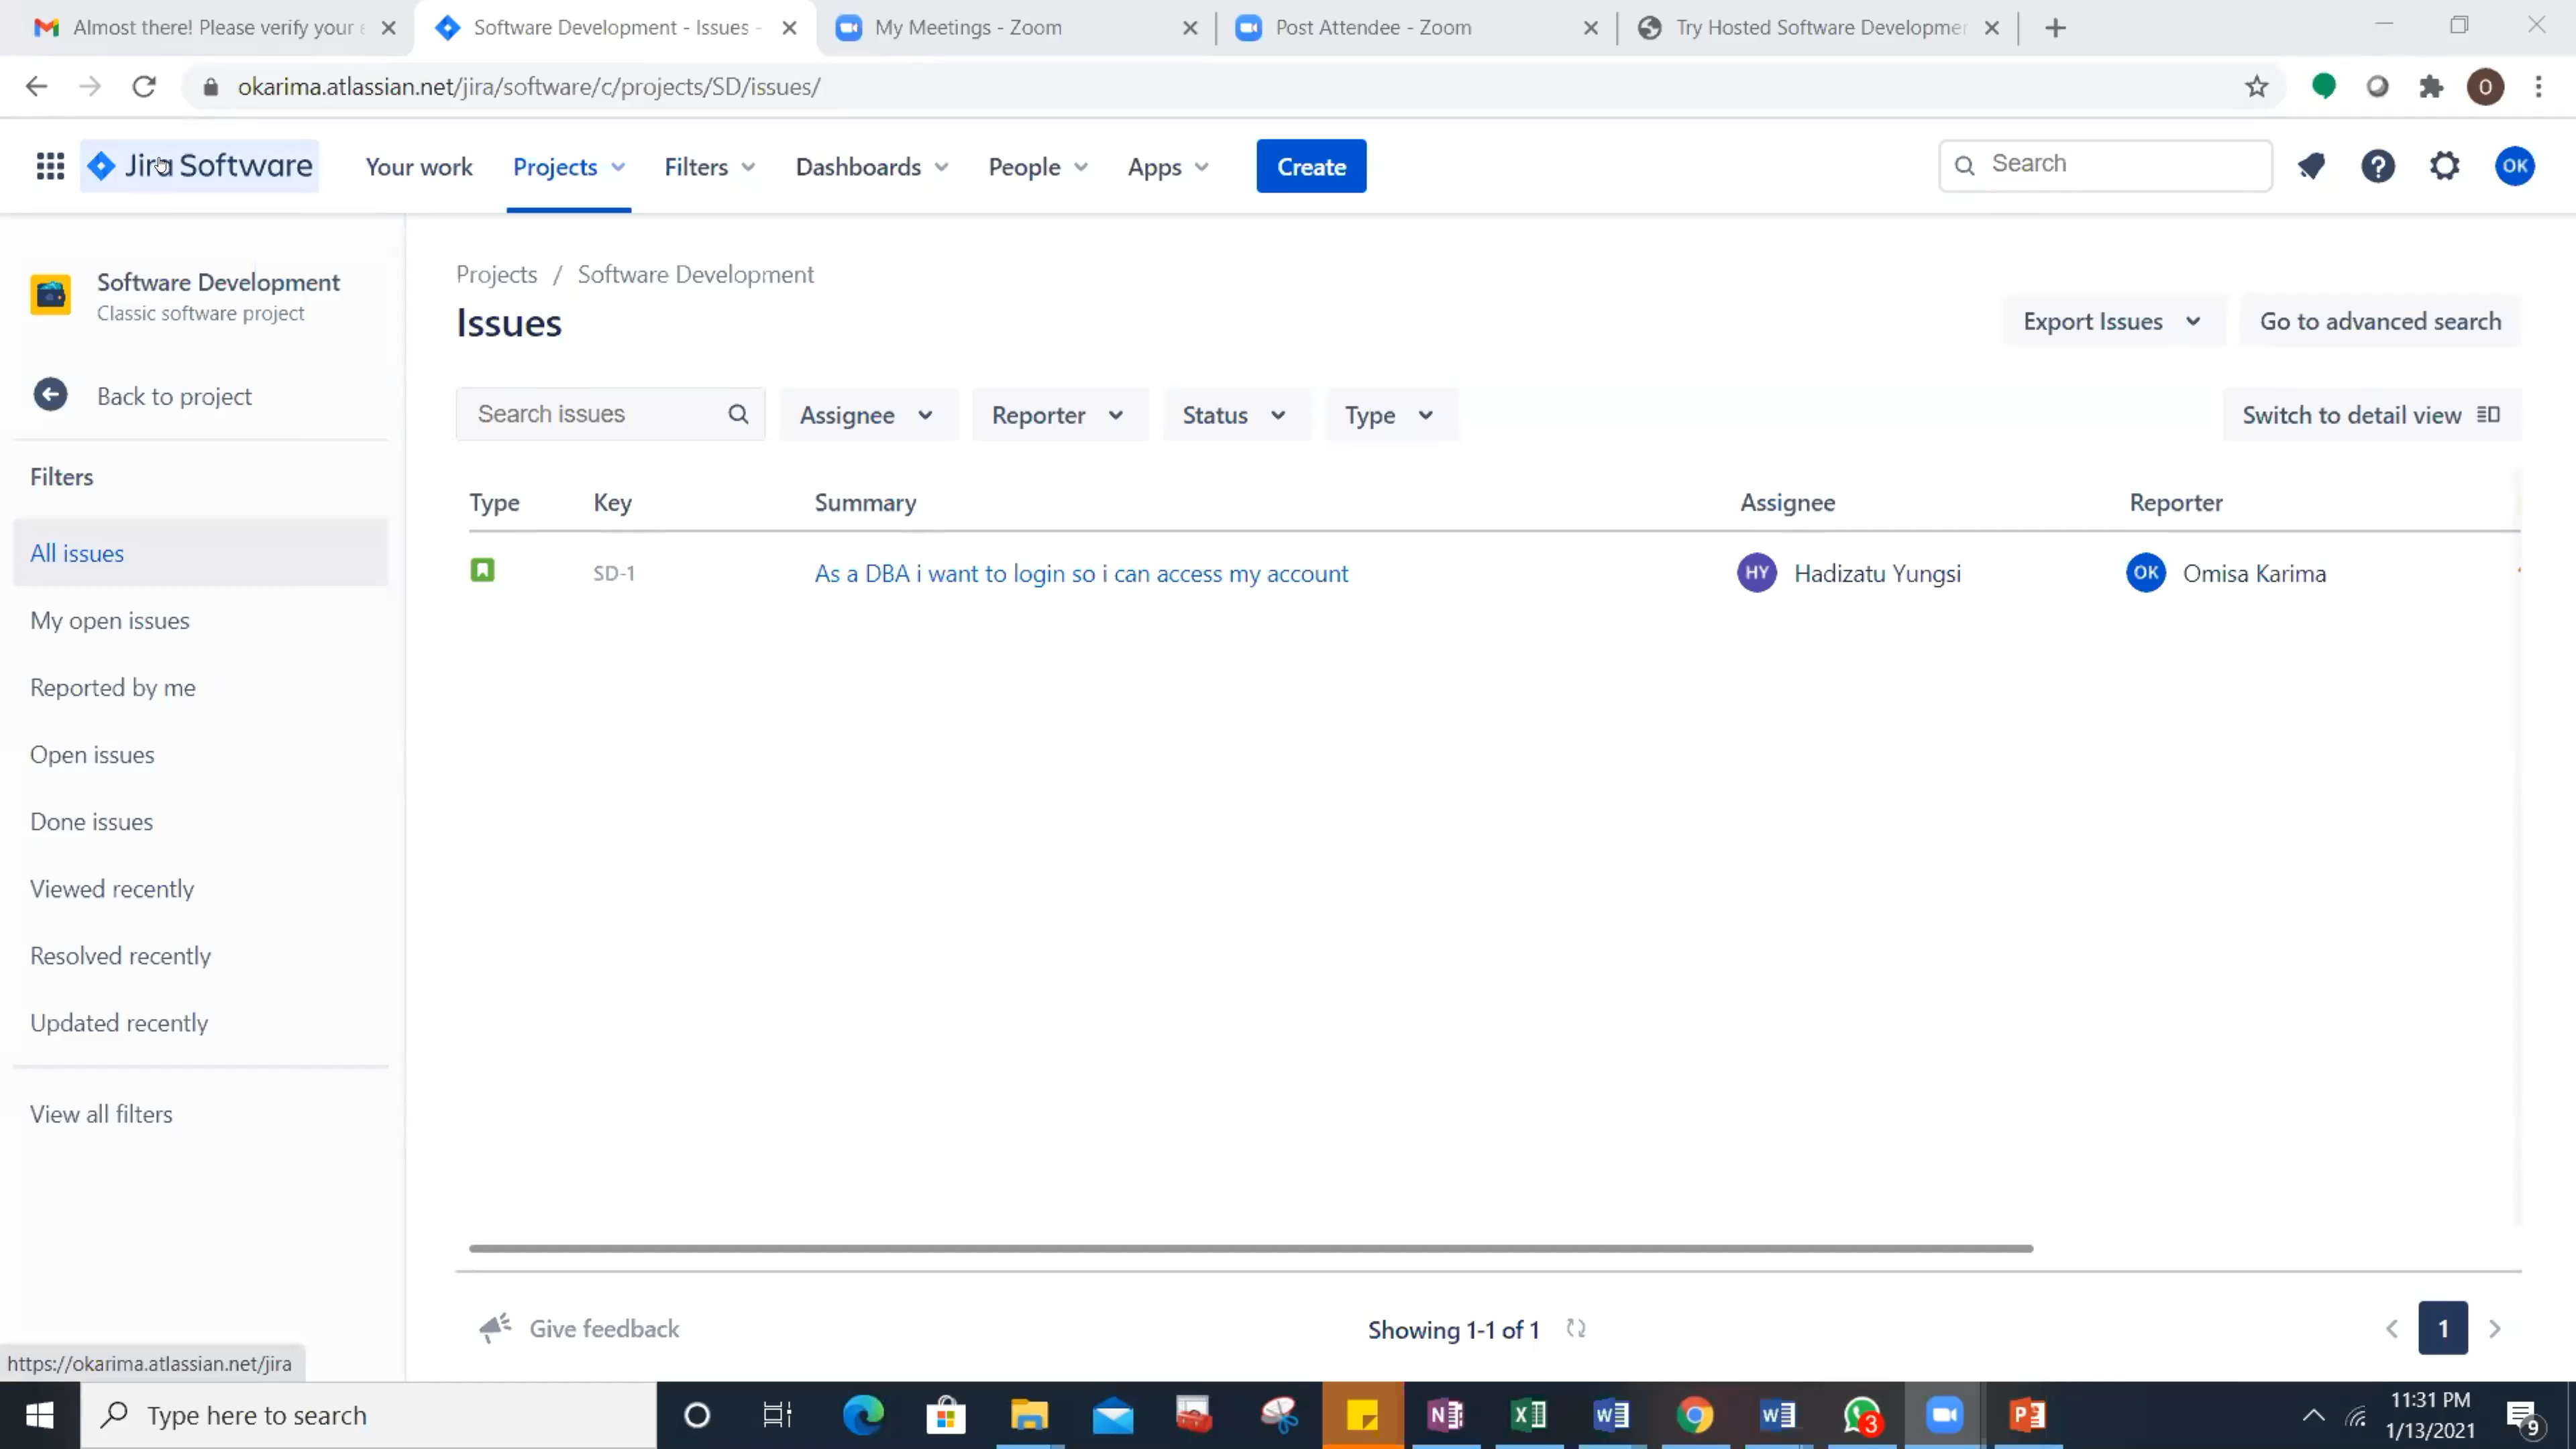 Almost there! Please verify your e
Software Development - Issues -
My Meetings - Zoom
Post Attendee - Zoom
Try Hosted Software Developmen
okarima.atlassian.net/jira/software/c/projects/SD/issues/
O
Jira Software
Your work
Projects
Filters
Dashboards
People
Apps
Create
Search
OK
Software Development
Classic software project
Back to project
Filters
All issues
My open issues
Reported by me
Open issues
Done issues
Viewed recently
Resolved recently
Updated recently
View all filters
Projects / Software Development
Issues
Export Issues
Go to advanced search
Search issues
Assignee
Reporter
Status
Type
Switch to detail view
Type Key Summary Assignee Reporter
SD-1 As a DBA i want to login so i can access my account HY Hadizatu Yungsi OK Omisa Karima
Give feedback
Showing 1-1 of 1
1
https://okarima.atlassian.net/jira
Type here to search
3
11:31 PM
1/13/2021
9